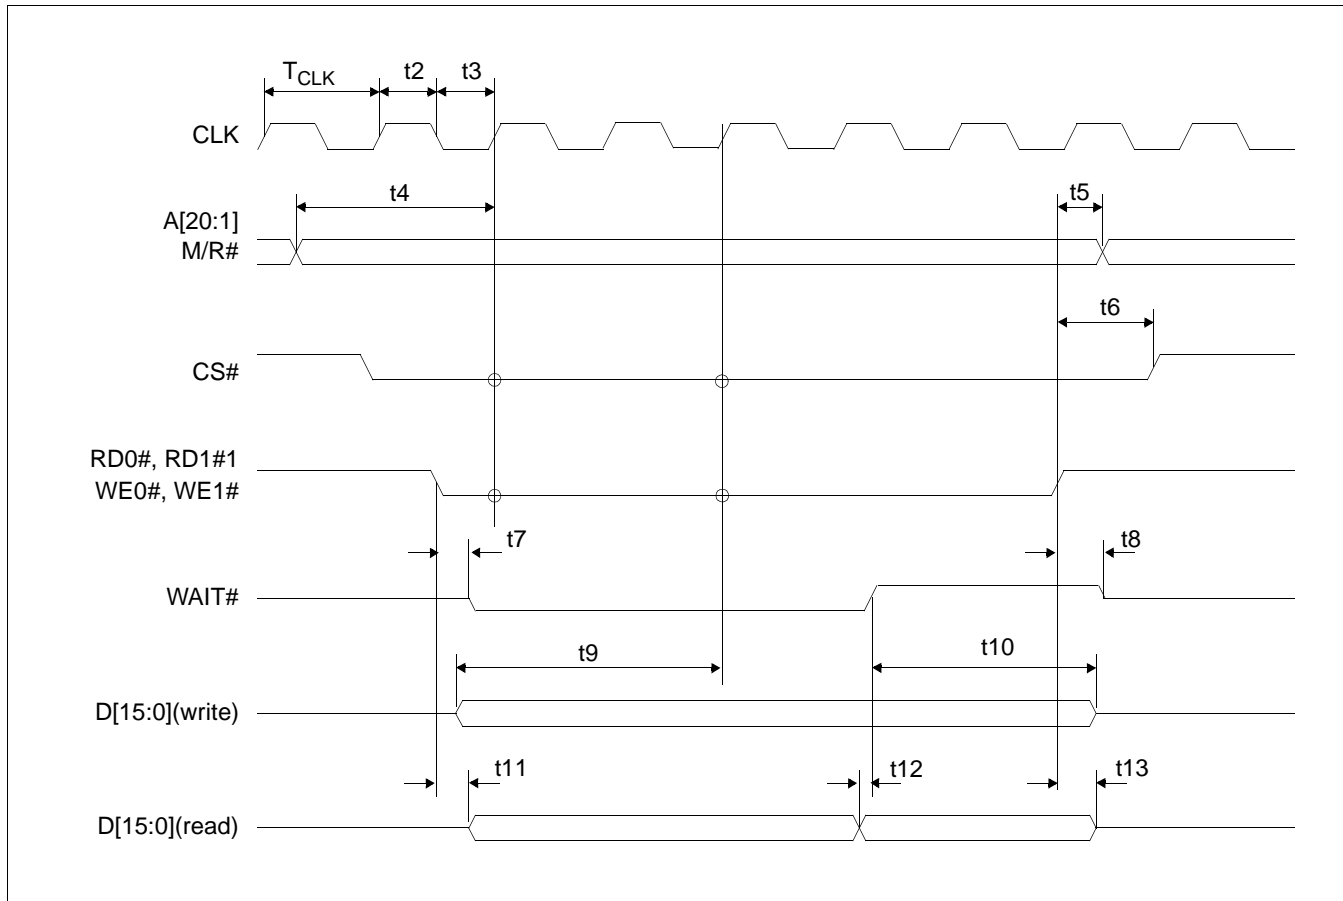 TCLK
t2
t3
CLK
t4
t5
A[20:1]
M/R#
t6
CS#
RD0#, RD1#1
WE0#, WE1#
t7
t8
WAIT#
t9
t10
D[15:0](write)
t11
t12
t13
D[15:0](read)